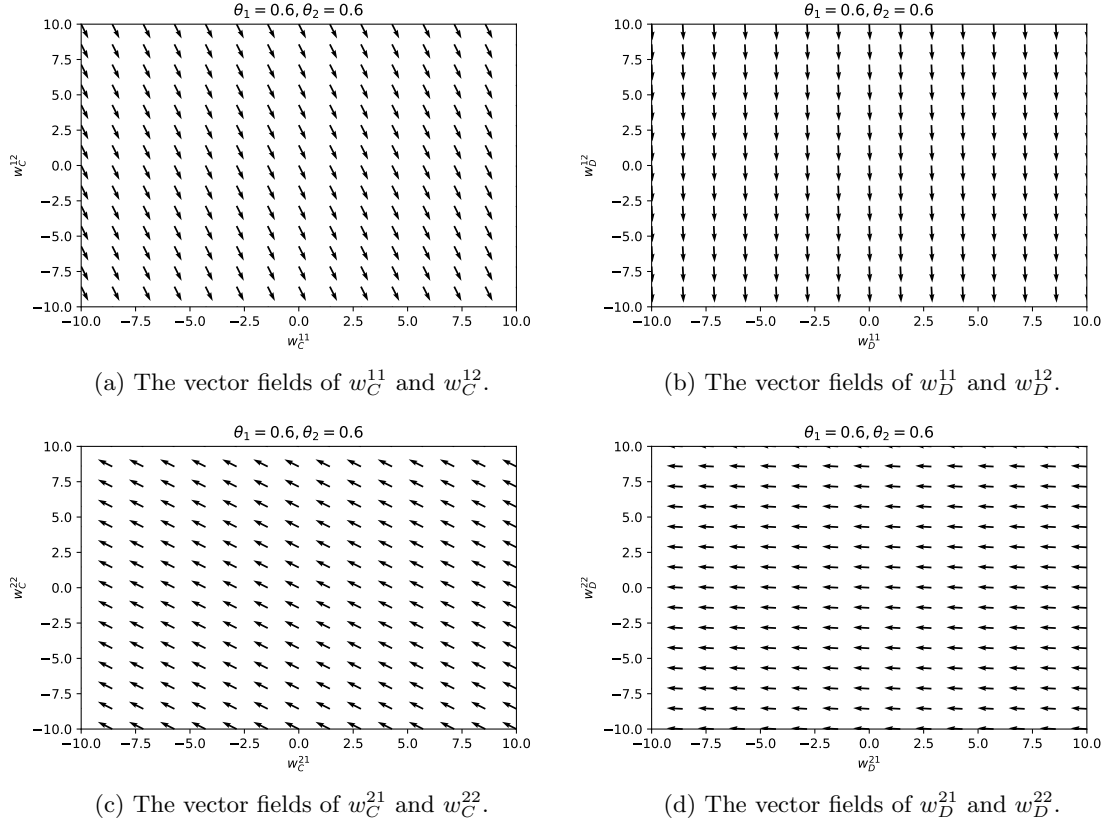 θ₁ = 0.6, θ₂ = 0.6
10.0
7.5
5.0
2.5
0.0
−2.5
−5.0
−7.5
−10.0
w_C^{12}
−10.0 −7.5 −5.0 −2.5 0.0 2.5 5.0 7.5 10.0
w_C^{11}
(a) The vector fields of w_C^{11} and w_C^{12}.
θ₁ = 0.6, θ₂ = 0.6
10.0
7.5
5.0
2.5
0.0
−2.5
−5.0
−7.5
−10.0
w_D^{12}
−10.0 −7.5 −5.0 −2.5 0.0 2.5 5.0 7.5 10.0
w_D^{11}
(b) The vector fields of w_D^{11} and w_D^{12}.
θ₁ = 0.6, θ₂ = 0.6
10.0
7.5
5.0
2.5
0.0
−2.5
−5.0
−7.5
−10.0
w_C^{22}
−10.0 −7.5 −5.0 −2.5 0.0 2.5 5.0 7.5 10.0
w_C^{21}
(c) The vector fields of w_C^{21} and w_C^{22}.
θ₁ = 0.6, θ₂ = 0.6
10.0
7.5
5.0
2.5
0.0
−2.5
−5.0
−7.5
−10.0
w_D^{22}
−10.0 −7.5 −5.0 −2.5 0.0 2.5 5.0 7.5 10.0
w_D^{21}
(d) The vector fields of w_D^{21} and w_D^{22}.